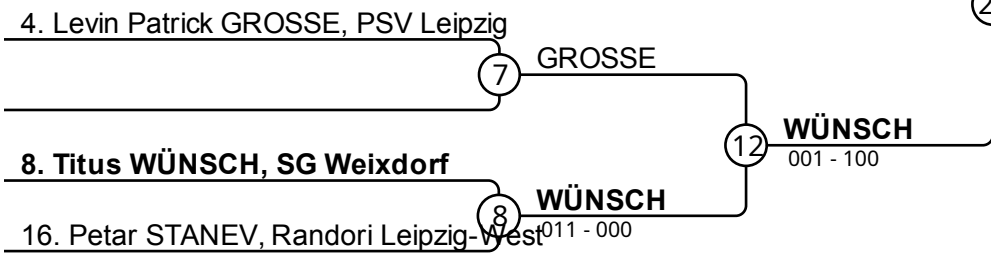 4. Levin Patrick GROSSE, PSV Leipzig
7
GROSSE
8. Titus WÜNSCH, SG Weixdorf
12
WÜNSCH
001 - 100
8
WÜNSCH
011 - 000
16. Petar STANEV, Randori Leipzig-West